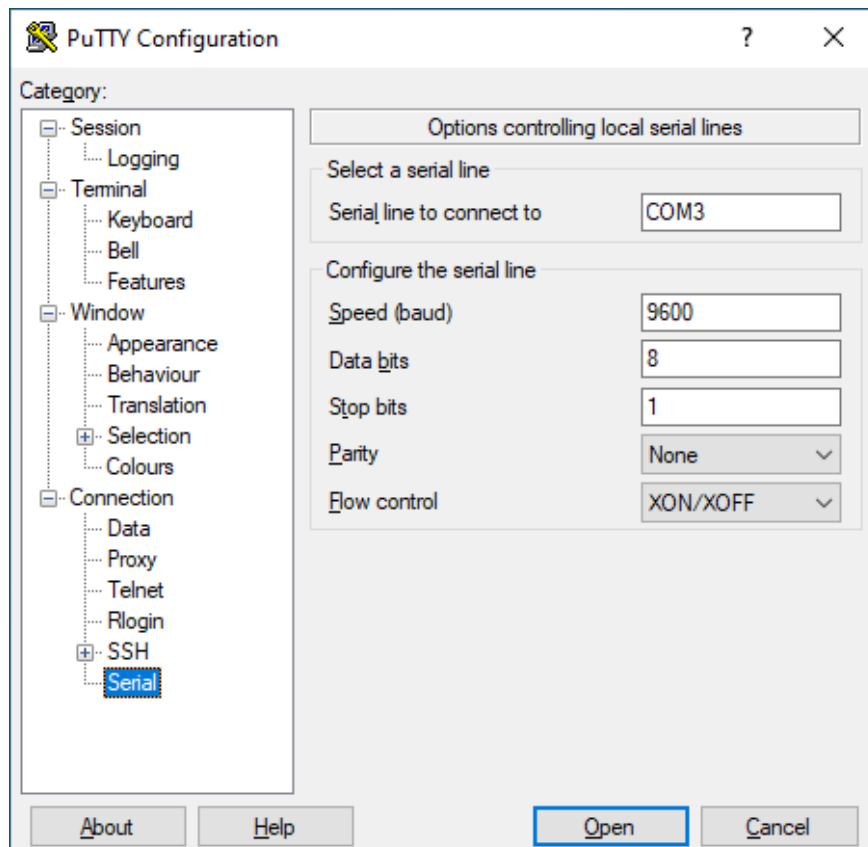 PuTTY Configuration
?
Category:
Session
Logging
Terminal
Keyboard
Bell
Features
Window
Appearance
Behaviour
Translation
Selection
Colours
Connection
Data
Proxy
Telnet
Rlogin
SSH
Serial
Options controlling local serial lines
Select a serial line
Serial line to connect to COM3
Configure the serial line
Speed (baud) 9600
Data bits 8
Stop bits 1
Parity None
Flow control XON/XOFF
About Help Open Cancel